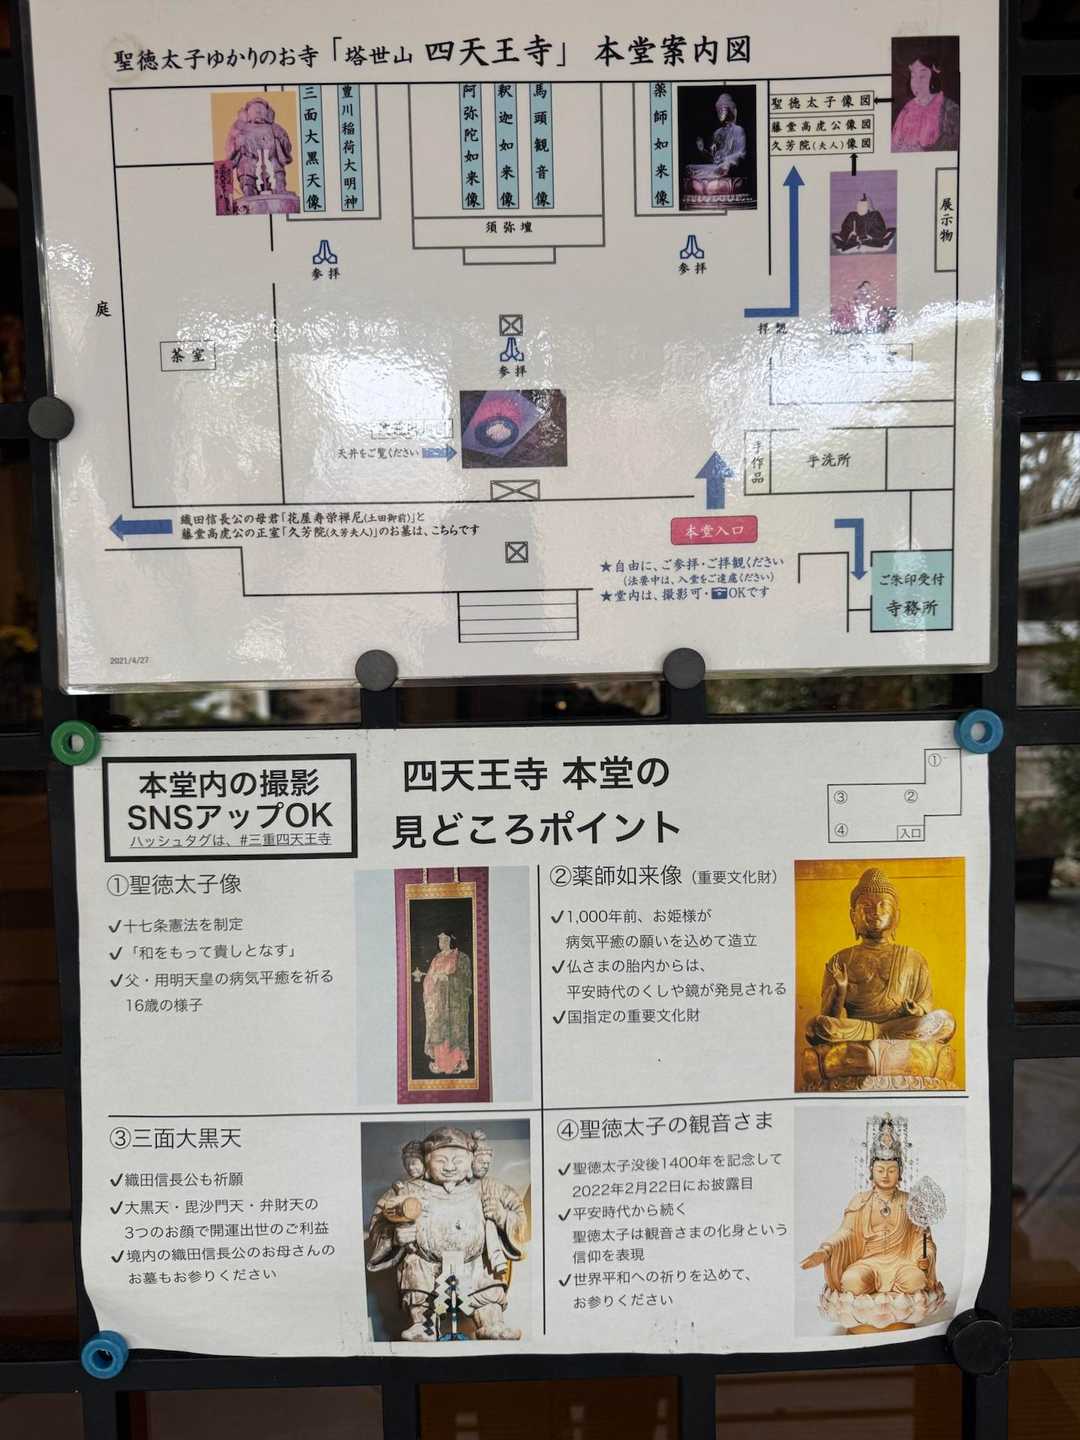 聖徳太子ゆかりのお寺「塔世山 四天王寺」 本堂案内図
三面大黒天像
豊川稲荷大明神
阿弥陀如来像
釈迦如来像
馬頭観音像
薬師如来像
聖徳太子像図
藤堂高虎公像図
久芳院(夫人)像図
展示物
須弥壇
参拝
参拝
参拝
拝観
庭
茶室
天井をご覧ください
手作品
手洗所
織田信長公の母君「花屋寿栄禅尼(土田御前)」と
藤堂高虎公の正室「久芳院(久芳夫人)」のお墓は、こちらです
本堂入口
★自由に、ご参拝・ご拝観ください
(法要中は、入堂をご遠慮ください)
★堂内は、撮影可・OKです
ご朱印受付
寺務所
2021/4/27
本堂内の撮影
SNSアップOK
ハッシュタグは、#三重四天王寺
四天王寺 本堂の
見どころポイント
①
③
②
④
入口
①聖徳太子像
✓十七条憲法を制定
✓「和をもって貴しとなす」
✓父・用明天皇の病気平癒を祈る
16歳の様子
②薬師如来像（重要文化財）
✓1,000年前、お姫様が
病気平癒の願いを込めて造立
✓仏さまの胎内からは、
平安時代のくしや鏡が発見される
✓国指定の重要文化財
③三面大黒天
✓織田信長公も祈願
✓大黒天・毘沙門天・弁財天の
3つのお顔で開運出世のご利益
✓境内の織田信長公のお母さんの
お墓もお参りください
④聖徳太子の観音さま
✓聖徳太子没後1400年を記念して
2022年2月22日にお披露目
✓平安時代から続く
聖徳太子は観音さまの化身という
信仰を表現
✓世界平和への祈りを込めて、
お参りください